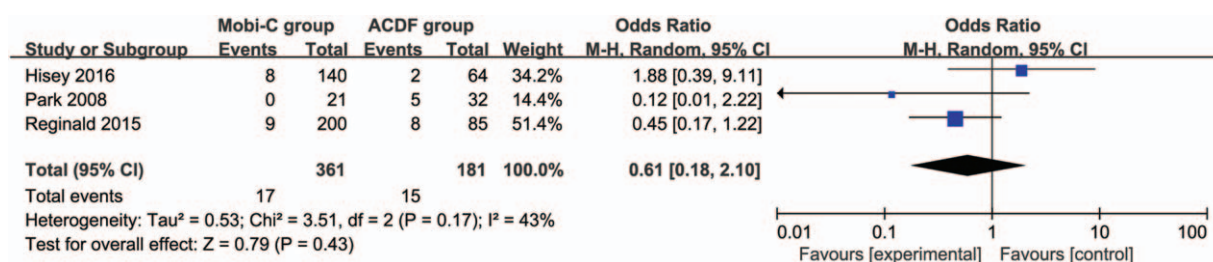 Mobi-C group ACDF group Odds Ratio Odds Ratio
Study or Subgroup Events Total Events Total Weight M-H, Random, 95% CI M-H, Random, 95% CI
Hisey 2016 8 140 2 64 34.2% 1.88 [0.39, 9.11]
Park 2008 0 21 5 32 14.4% 0.12 [0.01, 2.22]
Reginald 2015 9 200 8 85 51.4% 0.45 [0.17, 1.22]
Total (95% CI) 361 181 100.0% 0.61 [0.18, 2.10]
Total events 17 15
Heterogeneity: Tau² = 0.53; Chi² = 3.51, df = 2 (P = 0.17); I² = 43%
Test for overall effect: Z = 0.79 (P = 0.43)
0.01 0.1 1 10 100
Favours [experimental] Favours [control]